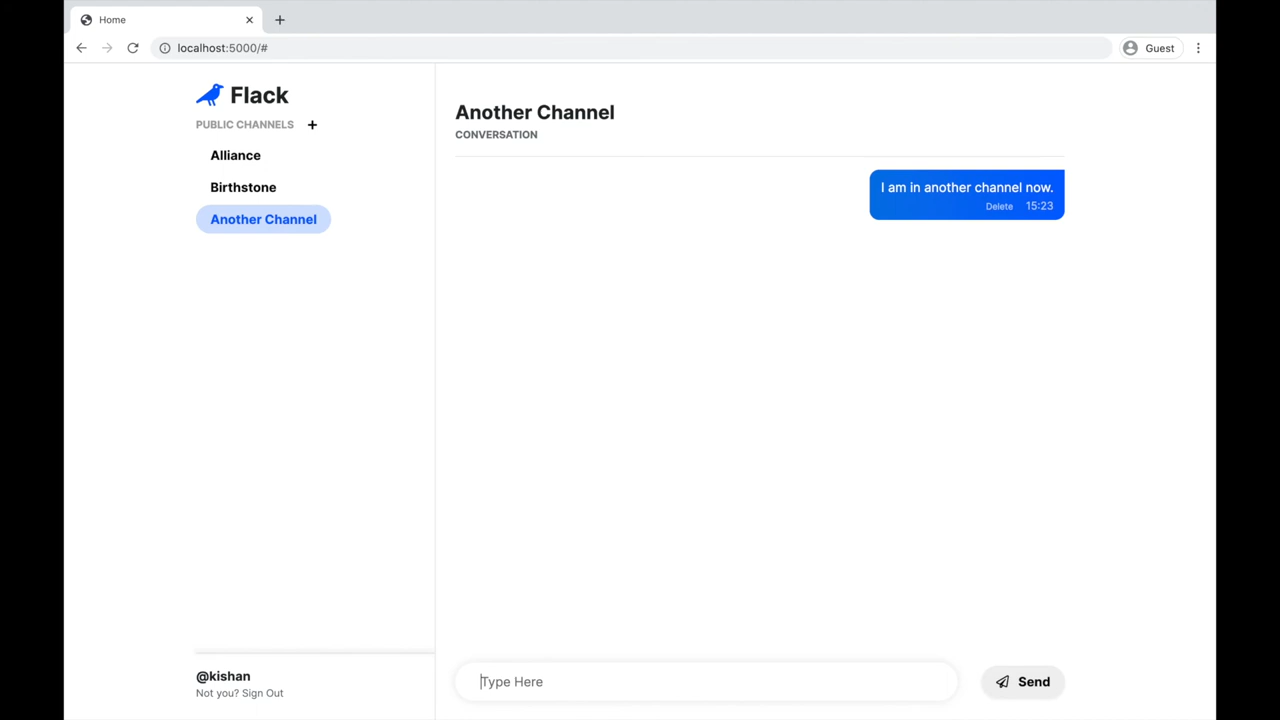 Home
localhost:5000/#
Guest
Flack
PUBLIC CHANNELS +
Alliance
Birthstone
Another Channel
@kishan
Not you? Sign Out
Another Channel
CONVERSATION
I am in another channel now.
Delete 15:23
Type Here
Send